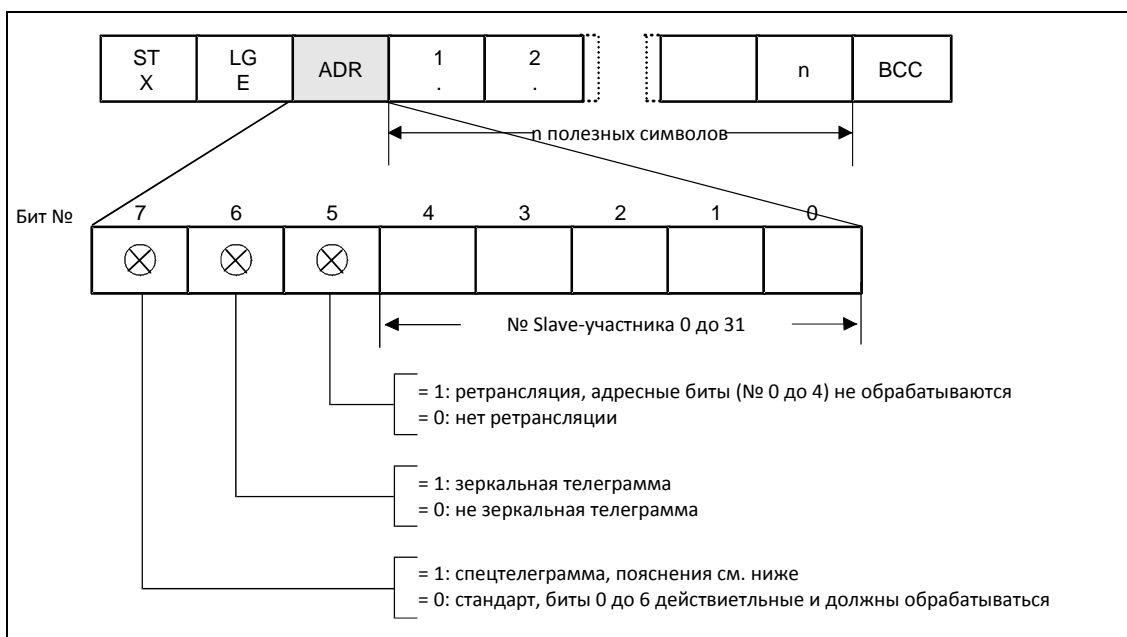 ST LG ADR 1 2 n BCC
X E . .
n полезных символов
Бит № 7 6 5 4 3 2 1 0
№ Slave-участника 0 до 31
= 1: ретрансляция, адресные биты (№ 0 до 4) не обрабатываются
= 0: нет ретрансляции
= 1: зеркальная телеграмма
= 0: не зеркальная телеграмма
= 1: спецтелеграмма, пояснения см. ниже
= 0: стандарт, биты 0 до 6 действиетльные и должны обрабатываться